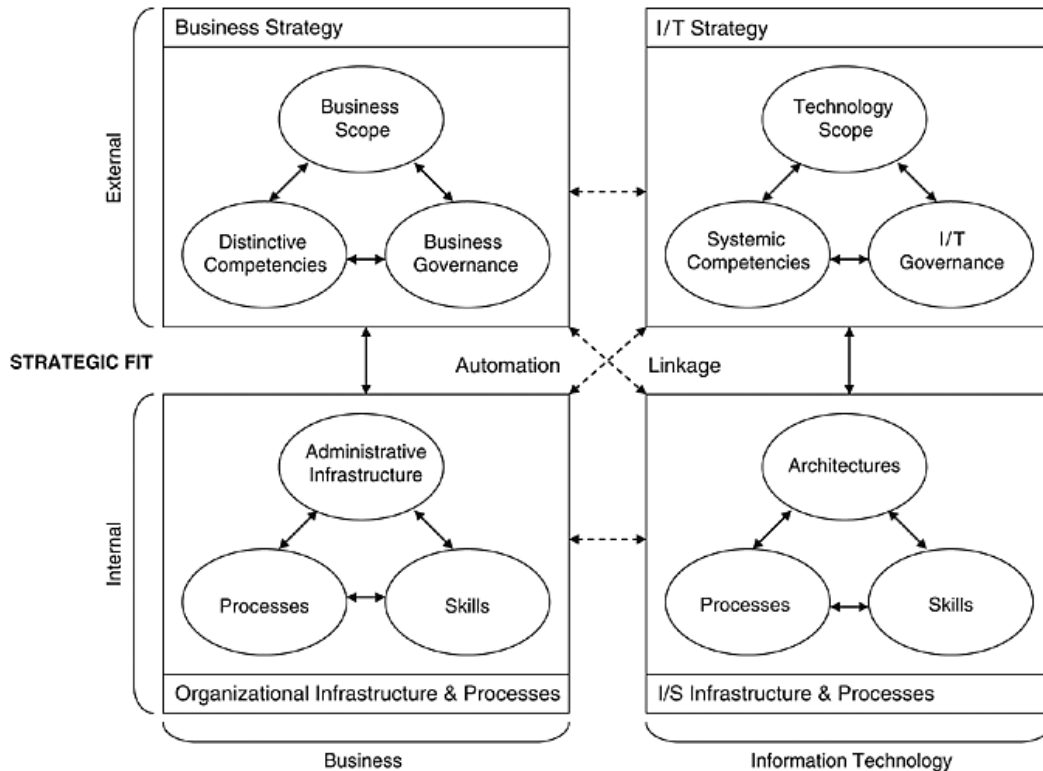 Business Strategy
I/T Strategy
Business
Scope
Technology
Scope
External
Distinctive
Competencies
Business
Governance
Systemic
Competencies
I/T
Governance
STRATEGIC FIT
Automation
Linkage
Administrative
Infrastructure
Architectures
Internal
Processes
Skills
Processes
Skills
Organizational Infrastructure & Processes
I/S Infrastructure & Processes
Business
Information Technology